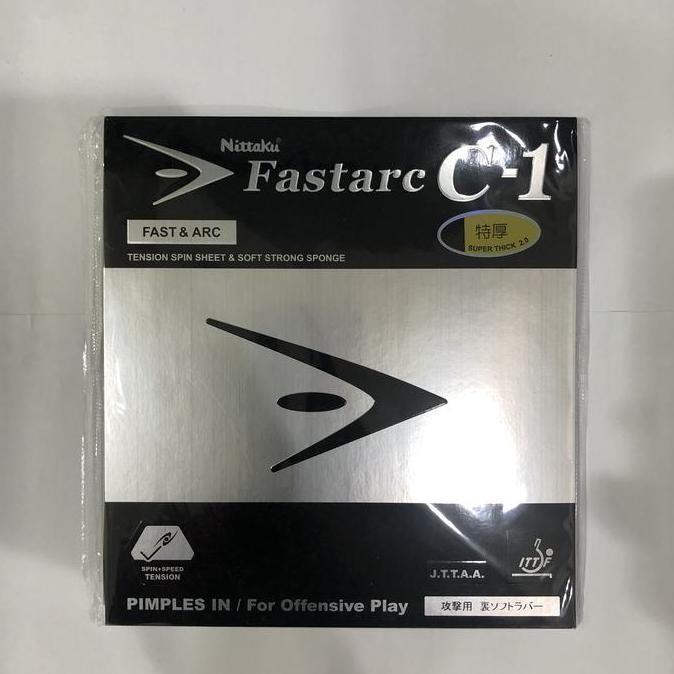 Nittaku
Fastarc C-1
FAST & ARC
特厚
SUPER THICK 2.0
TENSION SPIN SHEET & SOFT STRONG SPONGE
SPIN+SPEED
TENSION
J.T.T.A.A.
ITTF
PIMPLES IN / For Offensive Play
攻撃用 裏ソフトラバー